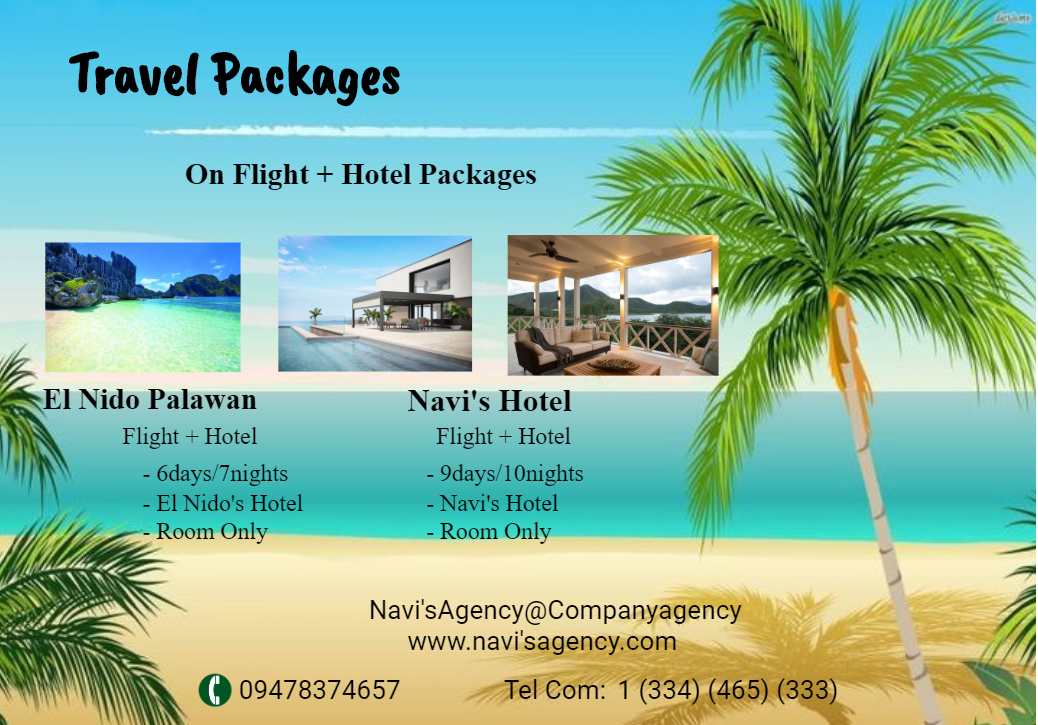 Travel Packages
On Flight + Hotel Packages
El Nido Palawan
Flight + Hotel
- 6days/7nights
- El Nido's Hotel
- Room Only
Navi's Hotel
Flight + Hotel
- 9days/10nights
- Navi's Hotel
- Room Only
Navi'sAgency@Companyagency
www.navi'sagency.com
09478374657
Tel Com: 1 (334) (465) (333)